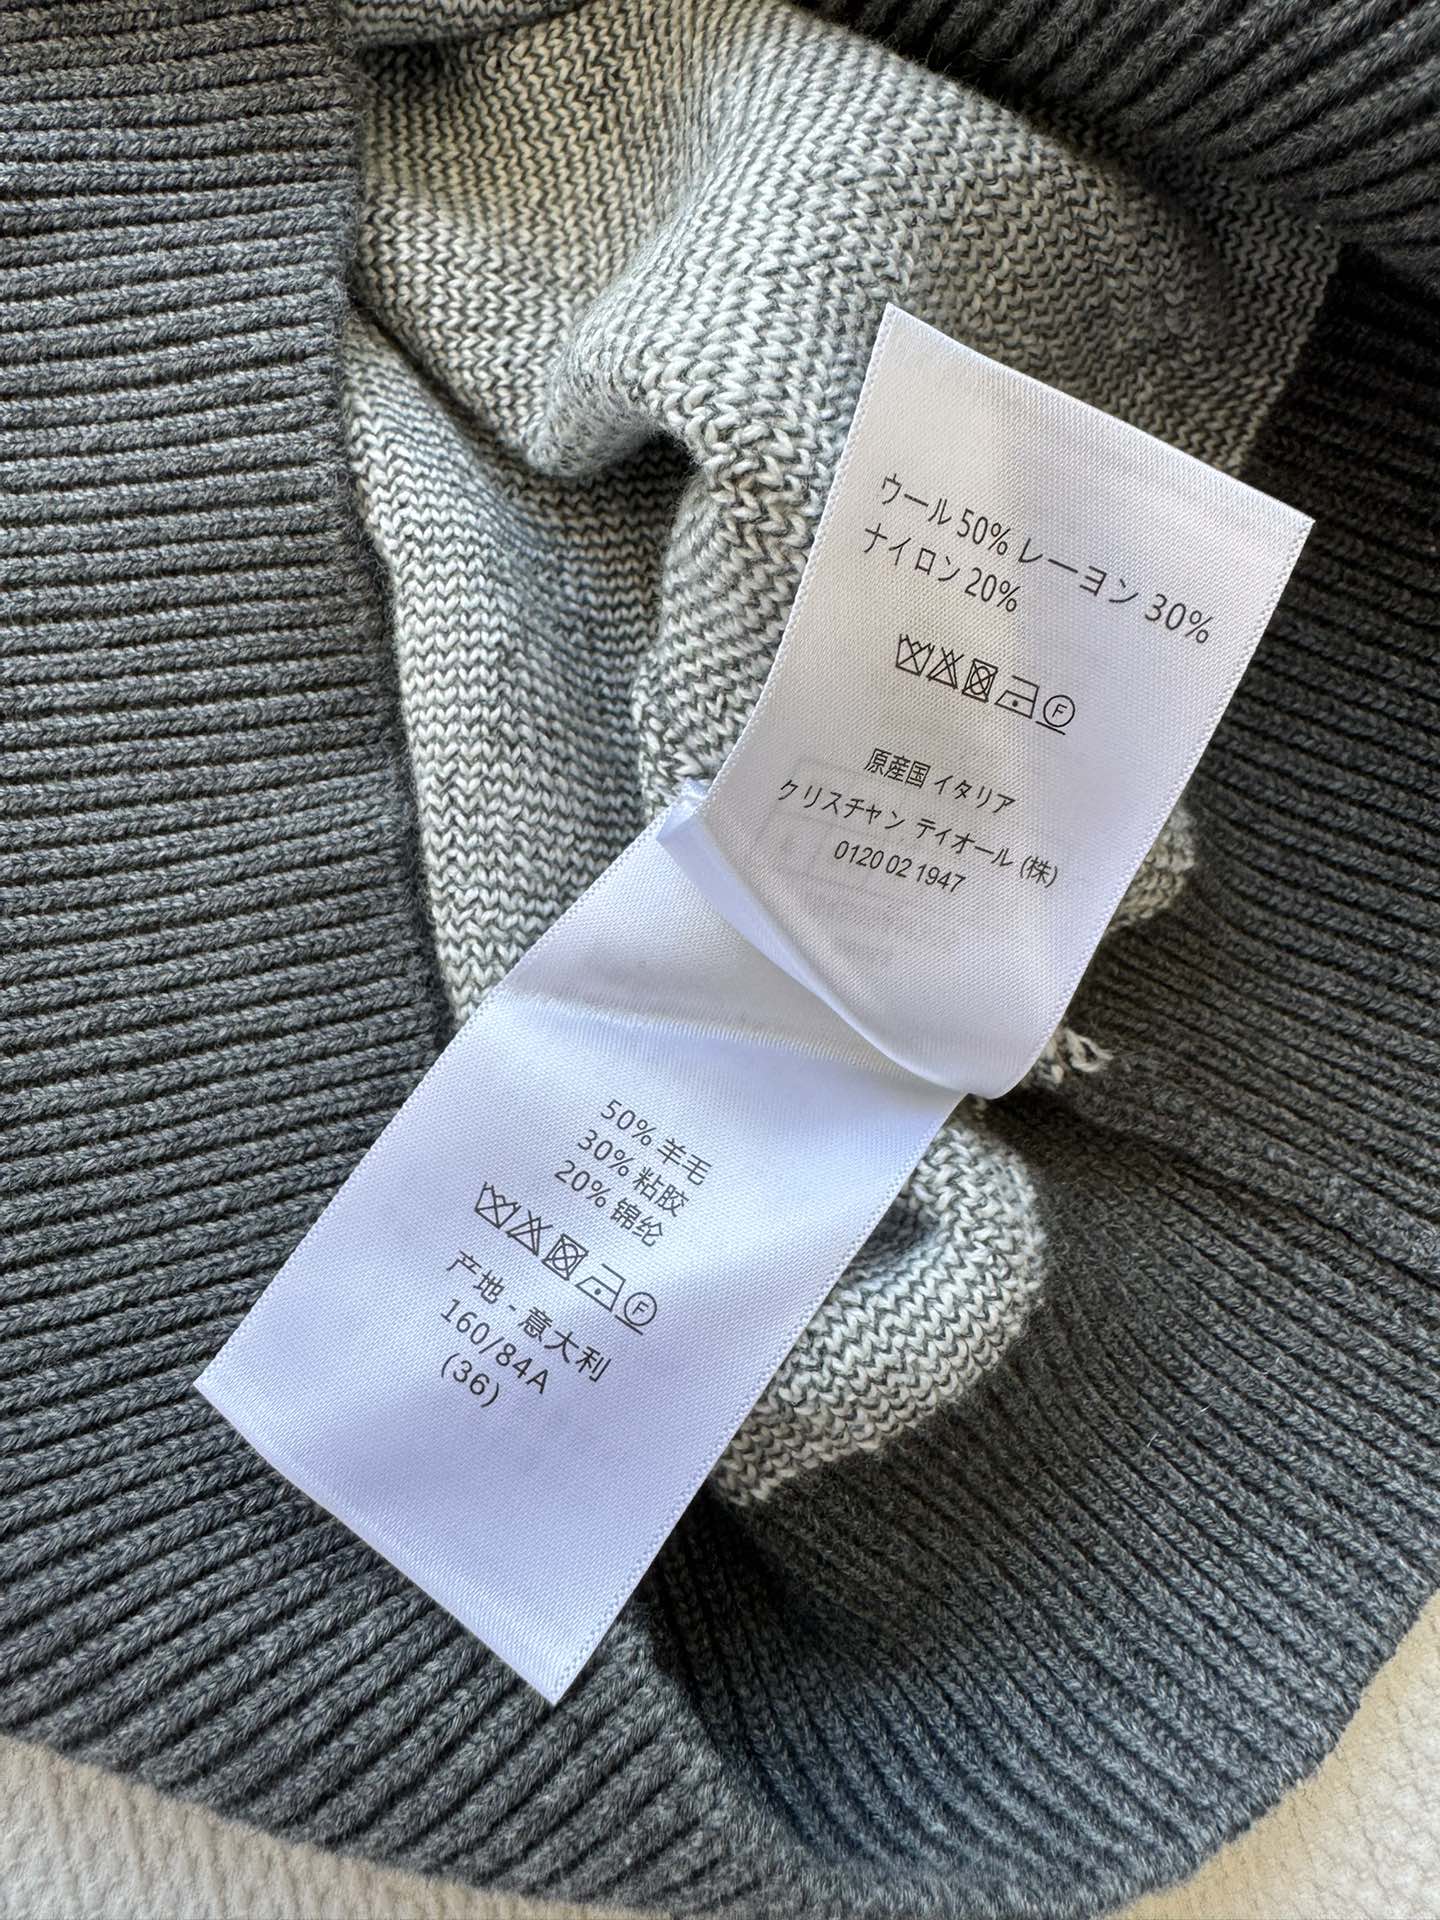 ウール 50% レーヨン 30%
ナイロン 20%
F
原産国 イタリア
クリスチャン ディオール (株)
0120 02 1947
50% 羊毛
30% 粘胶
20% 锦纶
F
产地 - 意大利
160/84A
(36)